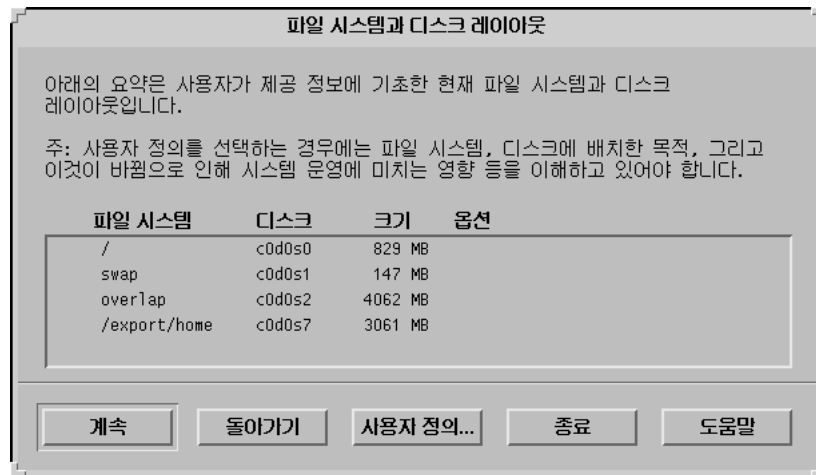 파일 시스템과 디스크 레이아웃
아래의 요약은 사용자가 제공 정보에 기초한 현재 파일 시스템과 디스크
레이아웃입니다.
주: 사용자 정의를 선택하는 경우에는 파일 시스템, 디스크에 배치한 목적, 그리고
이것이 바뀜으로 인해 시스템 운영에 미치는 영향 등을 이해하고 있어야 합니다.
파일 시스템 디스크 크기 옵션
/ c0d0s0 829 MB
swap c0d0s1 147 MB
overlap c0d0s2 4062 MB
/export/home c0d0s7 3061 MB
계속 돌아가기 사용자 정의... 종료 도움말